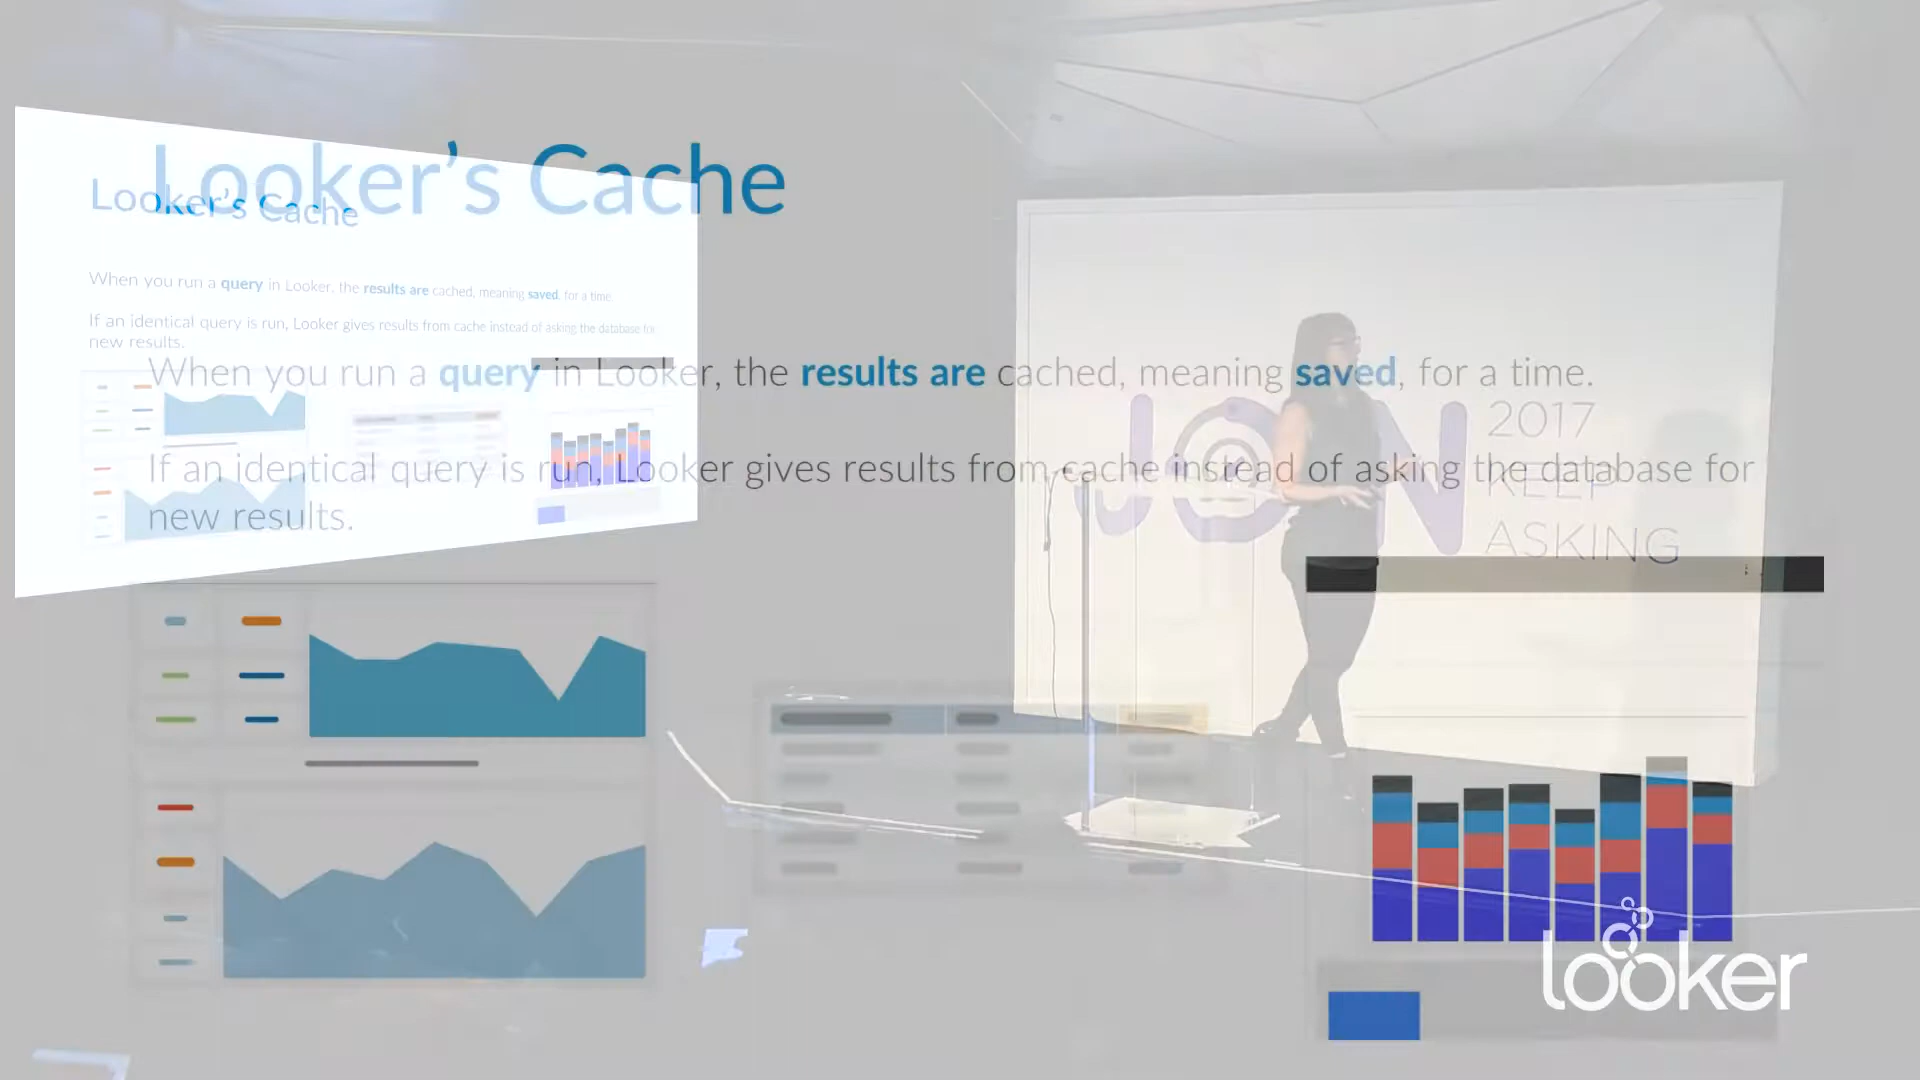 Looker's Cache
When you run a query in Looker, the results are cached, meaning saved, for a time.
If an identical query is run, Looker gives results from cache instead of asking the database for
new results.
Looker's Cache
When you run a query in Looker, the results are cached, meaning saved, for a time.
If an identical query is run, Looker gives results from cache instead of asking the database for
new results.
JOIN
2017
KEEP
ASKING
looker